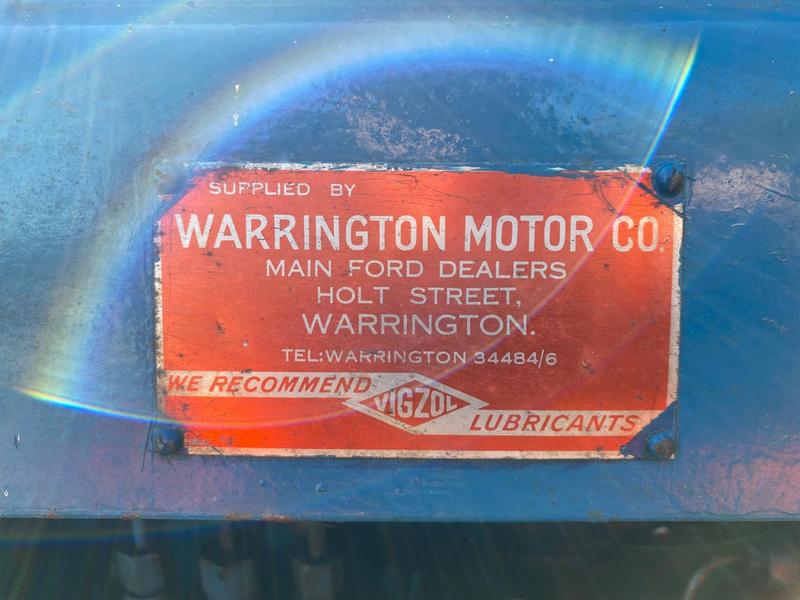 SUPPLIED BY
WARRINGTON MOTOR CO.
MAIN FORD DEALERS
HOLT STREET,
WARRINGTON.
TEL:WARRINGTON 34484/6
WE RECOMMEND
VIGZOL
LUBRICANTS